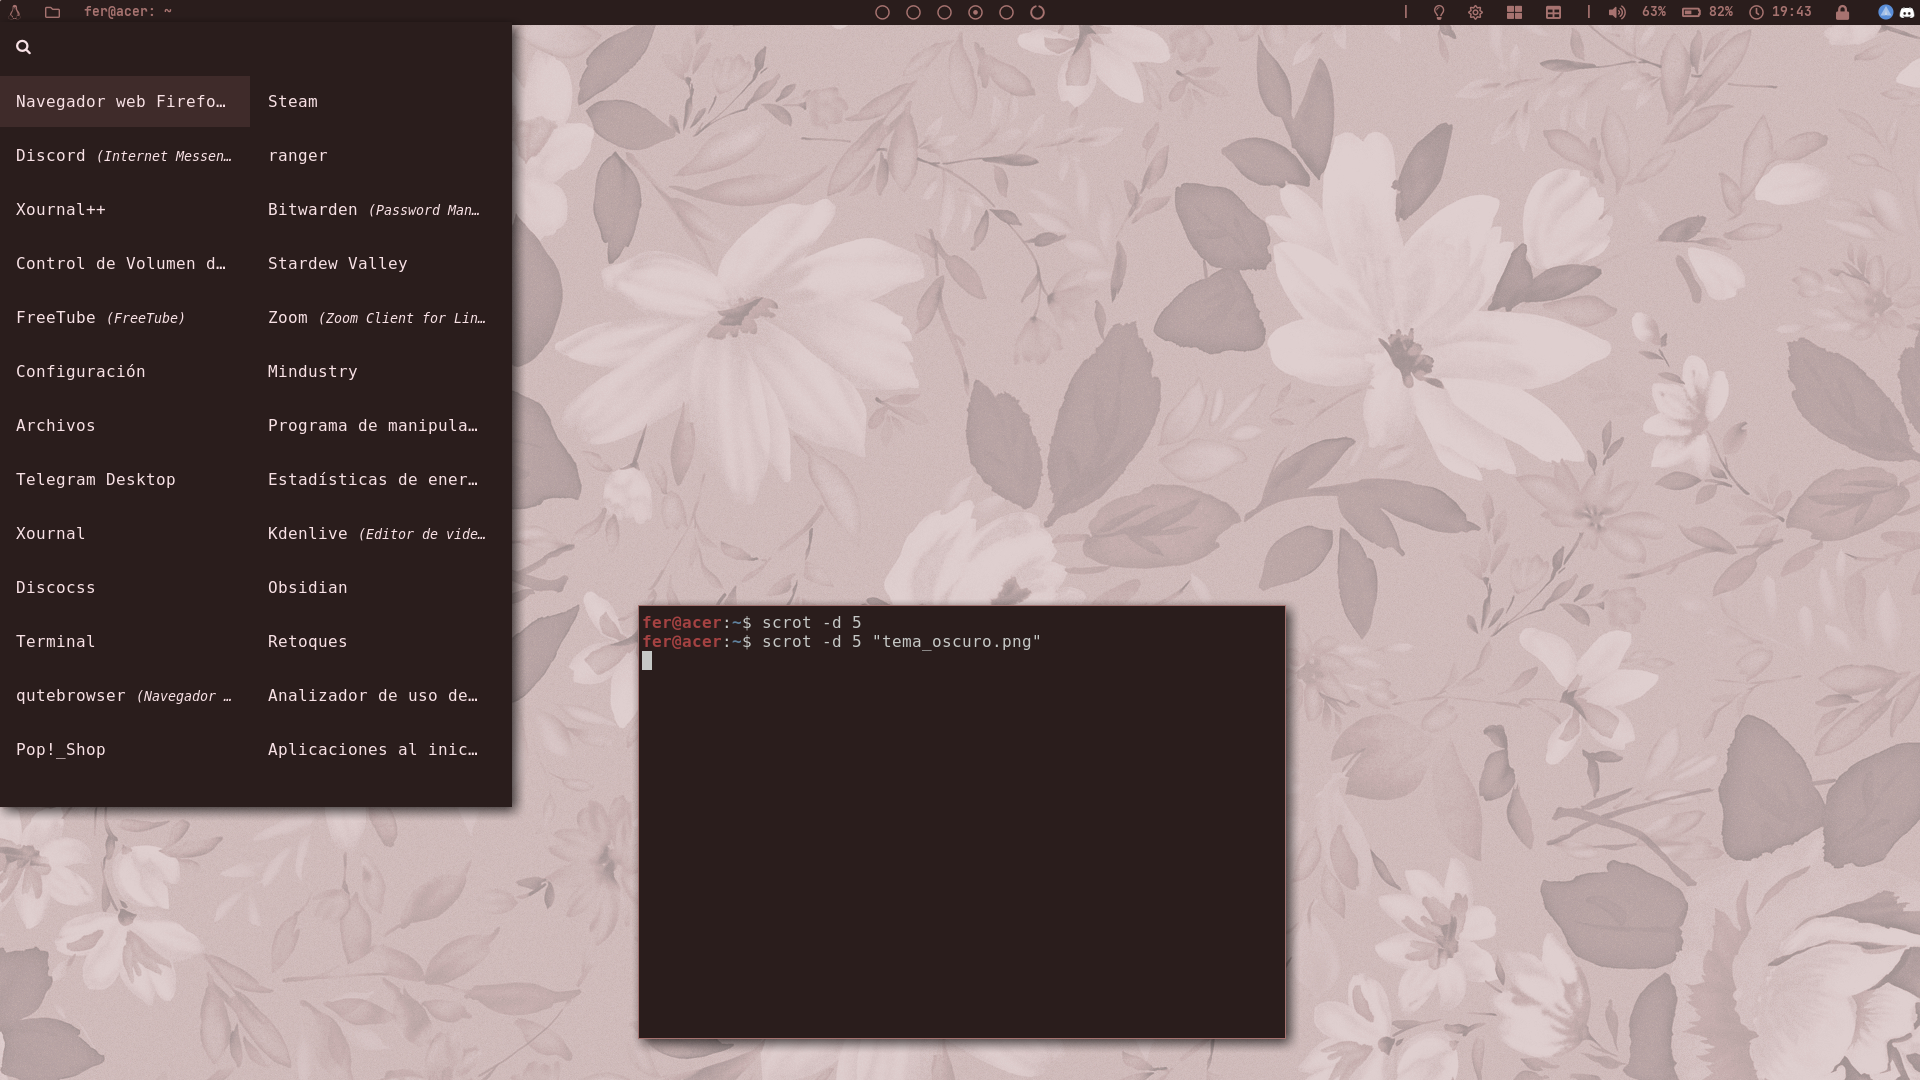 fer@acer: ~
63%
82%
19:43
Navegador web Firefo…
Steam
Discord (Internet Messen…
ranger
Xournal++
Bitwarden (Password Man…
Control de Volumen d…
Stardew Valley
FreeTube (FreeTube)
Zoom (Zoom Client for Lin…
Configuración
Mindustry
Archivos
Programa de manipula…
Telegram Desktop
Estadísticas de ener…
Xournal
Kdenlive (Editor de vide…
Discocss
Obsidian
Terminal
Retoques
qutebrowser (Navegador …
Analizador de uso de…
Pop!_Shop
Aplicaciones al inic…
fer@acer:~$ scrot -d 5
fer@acer:~$ scrot -d 5 "tema_oscuro.png"